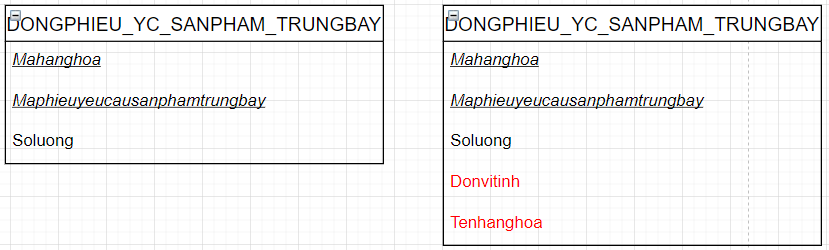 DONGPHIEU_YC_SANPHAM_TRUNGBAY
Mahanghoa
Maphieuyeucausanphamtrungbay
Soluong
DONGPHIEU_YC_SANPHAM_TRUNGBAY
Mahanghoa
Maphieuyeucausanphamtrungbay
Soluong
Donvitinh
Tenhanghoa